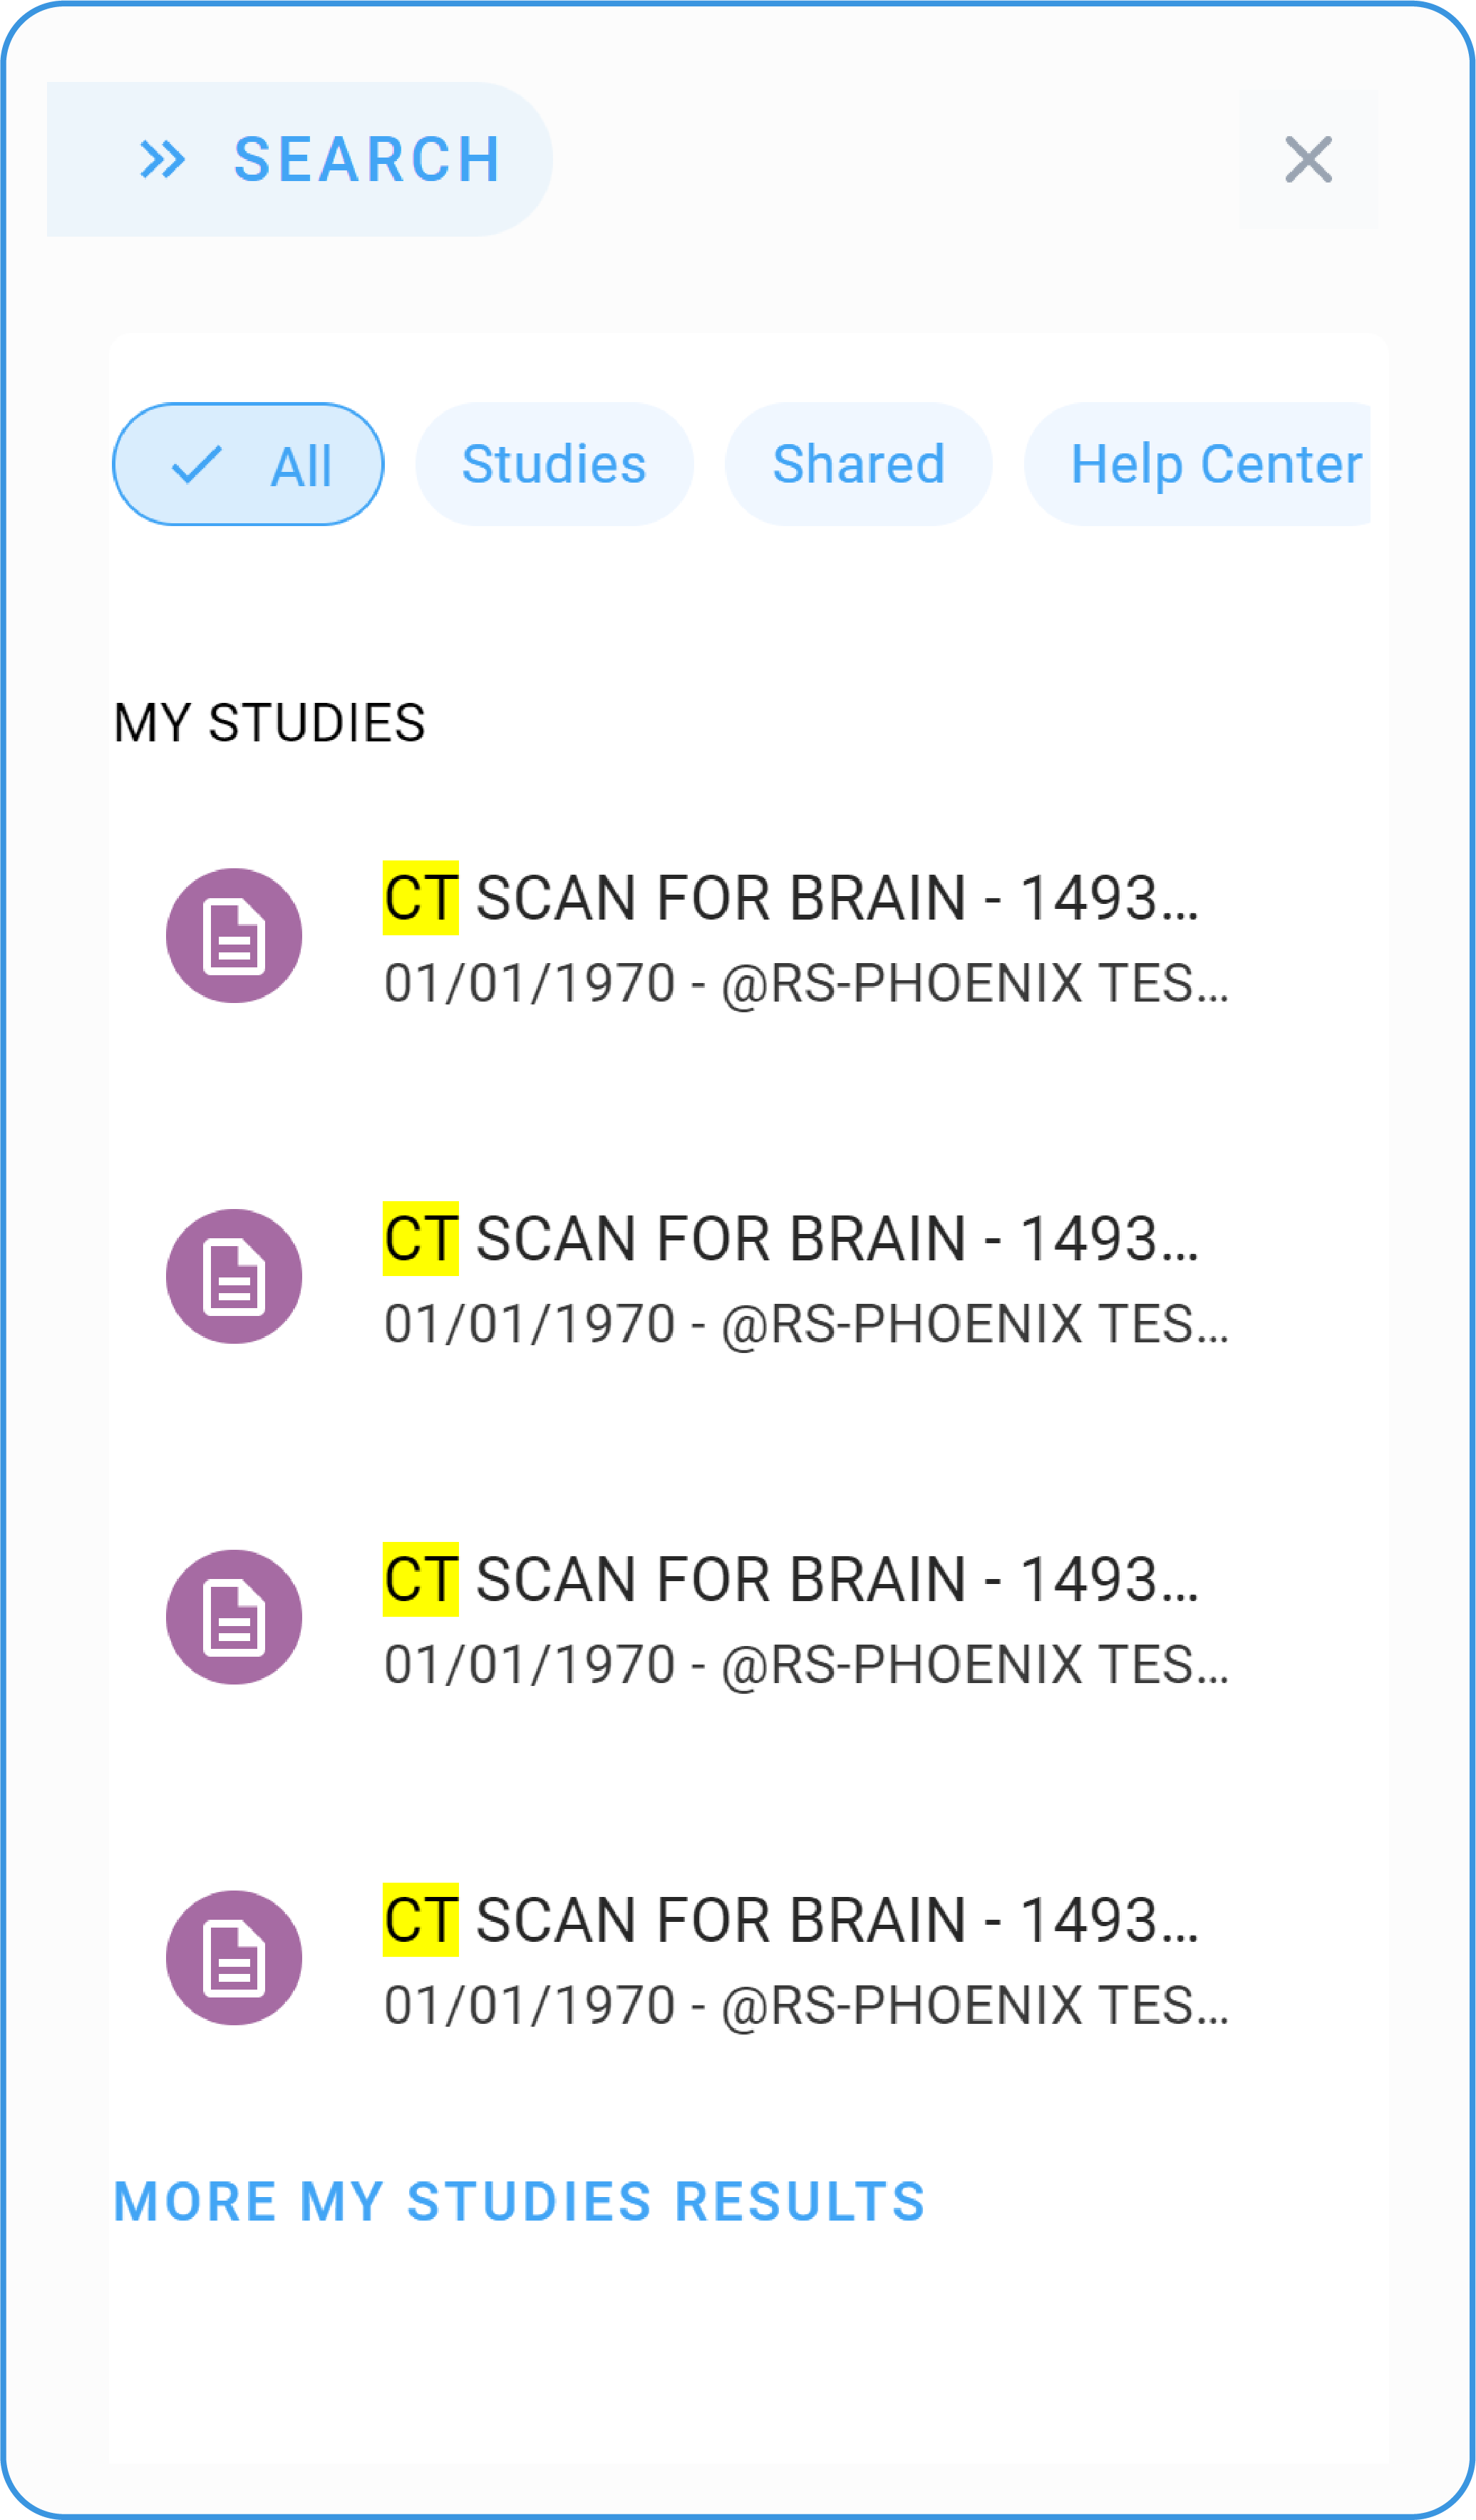 SEARCH
All Studies Shared Help Center
MY STUDIES
CT SCAN FOR BRAIN - 1493...
01/01/1970 - @RS-PHOENIX TES...
CT SCAN FOR BRAIN - 1493...
01/01/1970 - @RS-PHOENIX TES...
CT SCAN FOR BRAIN - 1493...
01/01/1970 - @RS-PHOENIX TES...
CT SCAN FOR BRAIN - 1493...
01/01/1970 - @RS-PHOENIX TES...
MORE MY STUDIES RESULTS